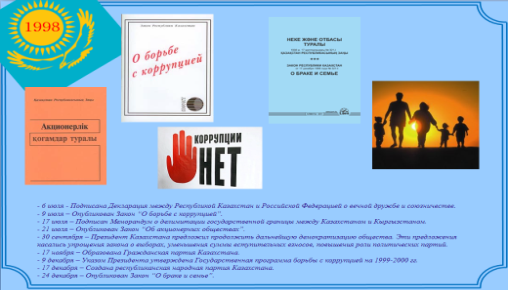 1998
Закон Республики Казахстан
О борьбе
с коррупцией
НЕКЕ ЖӘНЕ ОТБАСЫ
ТУРАЛЫ
О БРАКЕ И СЕМЬЕ
Акционерлік
қоғамдар туралы
КОРРУПЦИИ
НЕТ
- 6 июля - Подписана Декларация между Республикой Казахстан и Российской Федерацией о вечной дружбе и союзничестве.
- 9 июля – Опубликован Закон "О борьбе с коррупцией".
- 17 июля – Подписан Меморандум о делимитации государственной границы между Казахстаном и Кыргызстаном.
- 21 июля – Опубликован Закон "Об акционерных обществах".
- 30 сентября – Президент Казахстана предложил продолжить дальнейшую демократизацию общества. Эти предложения
касались упрощения закона о выборах, уменьшения суммы вступительных взносов, повышения роли политических партий.
- 17 ноября – Образована Гражданская партия Казахстана.
- 9 декабря – Указом Президента утверждена Государственная программа борьбы с коррупцией на 1999-2000 гг.
- 17 декабря – Создана республиканская народная партия Казахстана.
- 24 декабря – Опубликован Закон "О браке и семье".